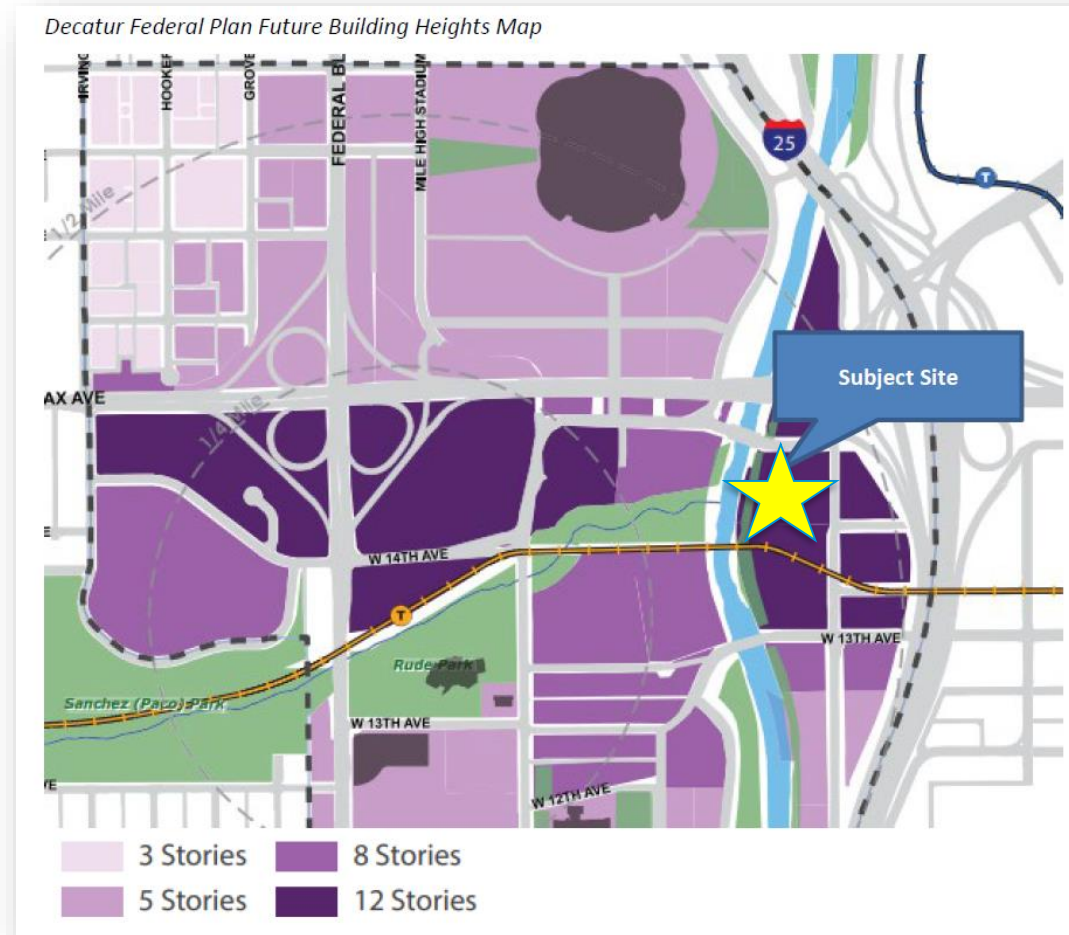 Decatur Federal Plan Future Building Heights Map
IRVING
HOOKER
GROVE
FEDERAL BL
MILE HIGH STADIUM
25
T
1/2 Mile
Subject Site
AX AVE
1/4 Mile
W 14TH AVE
T
W 13TH AVE
Rude Park
Sanchez (Paco) Park
W 13TH AVE
VE
W 12TH AVE
3 Stories
8 Stories
5 Stories
12 Stories